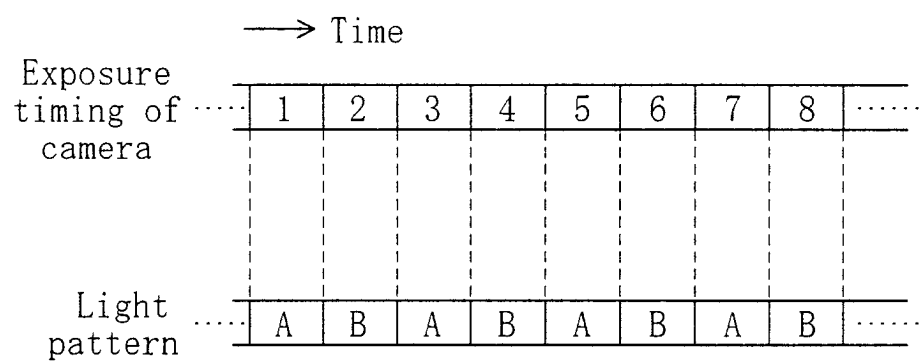 Time
Exposure
timing of
camera
1 2 3 4 5 6 7 8
Light
pattern
A B A B A B A B